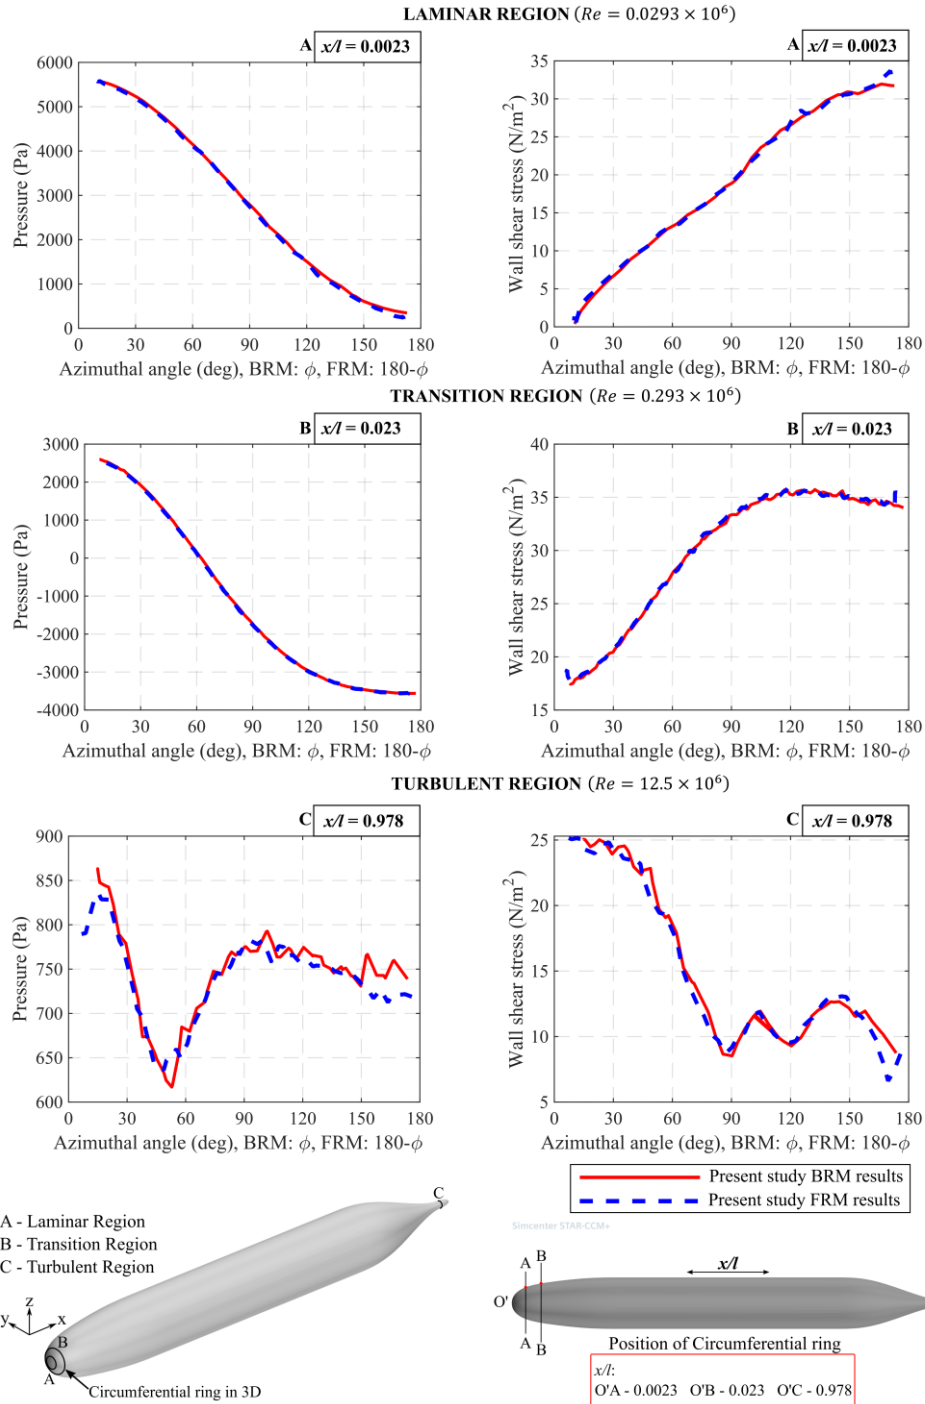 LAMINAR REGION (Re = 0.0293 × 10⁶)
A x/l = 0.0023
6000
5000
4000
3000
2000
1000
0
Pressure (Pa)
0 30 60 90 120 150 180
Azimuthal angle (deg), BRM: ϕ, FRM: 180-ϕ
A x/l = 0.0023
35
30
25
20
15
10
5
0
Wall shear stress (N/m²)
0 30 60 90 120 150 180
Azimuthal angle (deg), BRM: ϕ, FRM: 180-ϕ
TRANSITION REGION (Re = 0.293 × 10⁶)
B x/l = 0.023
3000
2000
1000
0
-1000
-2000
-3000
-4000
Pressure (Pa)
0 30 60 90 120 150 180
Azimuthal angle (deg), BRM: ϕ, FRM: 180-ϕ
B x/l = 0.023
40
35
30
25
20
15
Wall shear stress (N/m²)
0 30 60 90 120 150 180
Azimuthal angle (deg), BRM: ϕ, FRM: 180-ϕ
TURBULENT REGION (Re = 12.5 × 10⁶)
C x/l = 0.978
900
850
800
750
700
650
600
Pressure (Pa)
0 30 60 90 120 150 180
Azimuthal angle (deg), BRM: ϕ, FRM: 180-ϕ
C x/l = 0.978
25
20
15
10
5
Wall shear stress (N/m²)
0 30 60 90 120 150 180
Azimuthal angle (deg), BRM: ϕ, FRM: 180-ϕ
Present study BRM results
Present study FRM results
A - Laminar Region
B - Transition Region
C - Turbulent Region
C
z
y x
B
A
Circumferential ring in 3D
Simcenter STAR-CCM+
A B
x/l
O'
A B
Position of Circumferential ring
x/l:
O'A - 0.0023 O'B - 0.023 O'C - 0.978